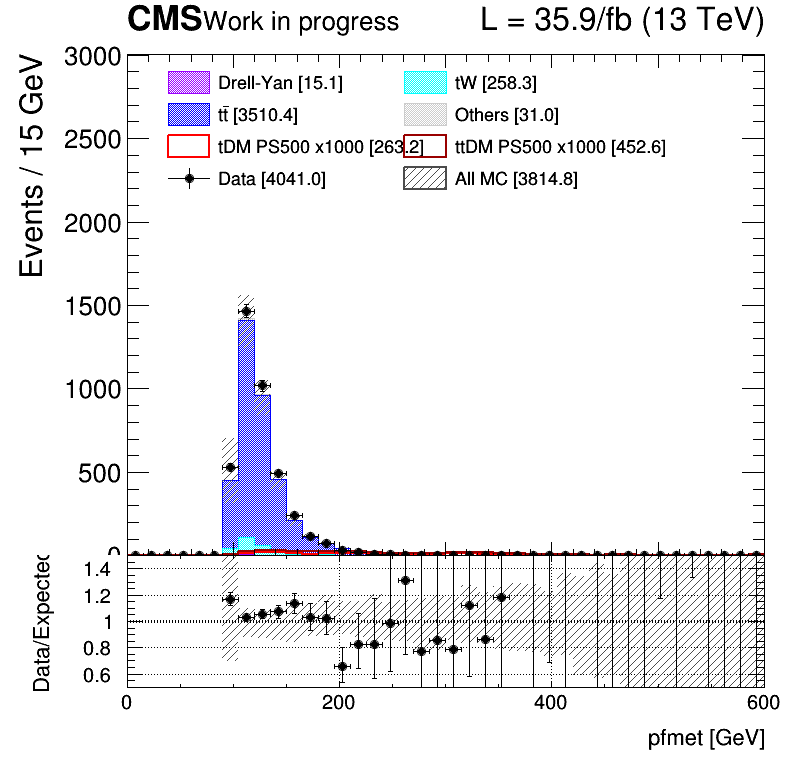 CMS Work in progress L = 35.9/fb (13 TeV)
Events / 15 GeV
3000
2500
2000
1500
1000
500
0
Drell-Yan [15.1] tW [258.3]
tt̄ [3510.4] Others [31.0]
tDM PS500 x1000 [263.2] ttDM PS500 x1000 [452.6]
Data [4041.0] All MC [3814.8]
Data/Expected
1.4
1.2
1
0.8
0.6
0 200 400 600
pfmet [GeV]